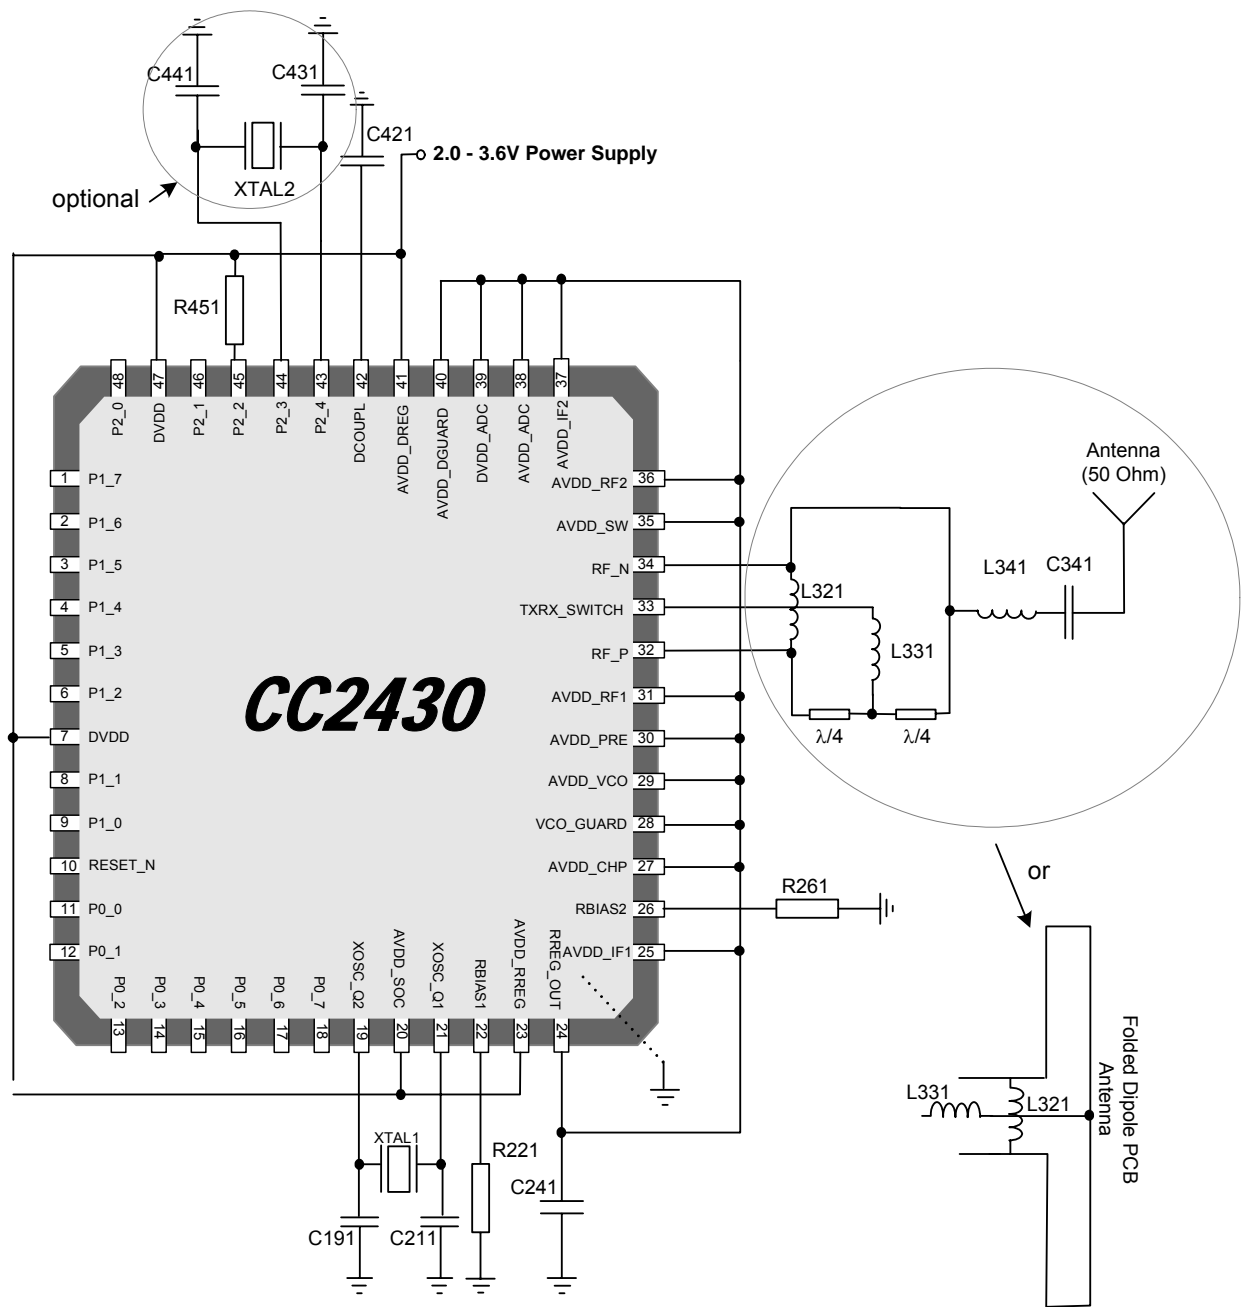 C441
C431
C421
2.0 - 3.6V Power Supply
XTAL2
optional
R451
48
47
46
45
44
43
42
41
40
39
38
37
P2_0
DVDD
P2_1
P2_2
P2_3
P2_4
DCOUPL
AVDD_DREG
AVDD_DGUARD
DVDD_ADC
AVDD_ADC
AVDD_IF2
1 P1_7
2 P1_6
3 P1_5
4 P1_4
5 P1_3
6 P1_2
7 DVDD
8 P1_1
9 P1_0
10 RESET_N
11 P0_0
12 P0_1
CC2430
AVDD_RF2 36
AVDD_SW 35
RF_N 34
TXRX_SWITCH 33
RF_P 32
AVDD_RF1 31
AVDD_PRE 30
AVDD_VCO 29
VCO_GUARD 28
AVDD_CHP 27
RBIAS2 26
AVDD_IF1 25
P0_2
P0_3
P0_4
P0_5
P0_6
P0_7
XOSC_Q2
AVDD_SOC
XOSC_Q1
RBIAS1
AVDD_RREG
RREG_OUT
13
14
15
16
17
18
19
20
21
22
23
24
Antenna
(50 Ohm)
L341
C341
L321
L331
λ/4
λ/4
R261
or
XTAL1
R221
C241
C191
C211
L331
L321
Folded Dipole PCB
Antenna